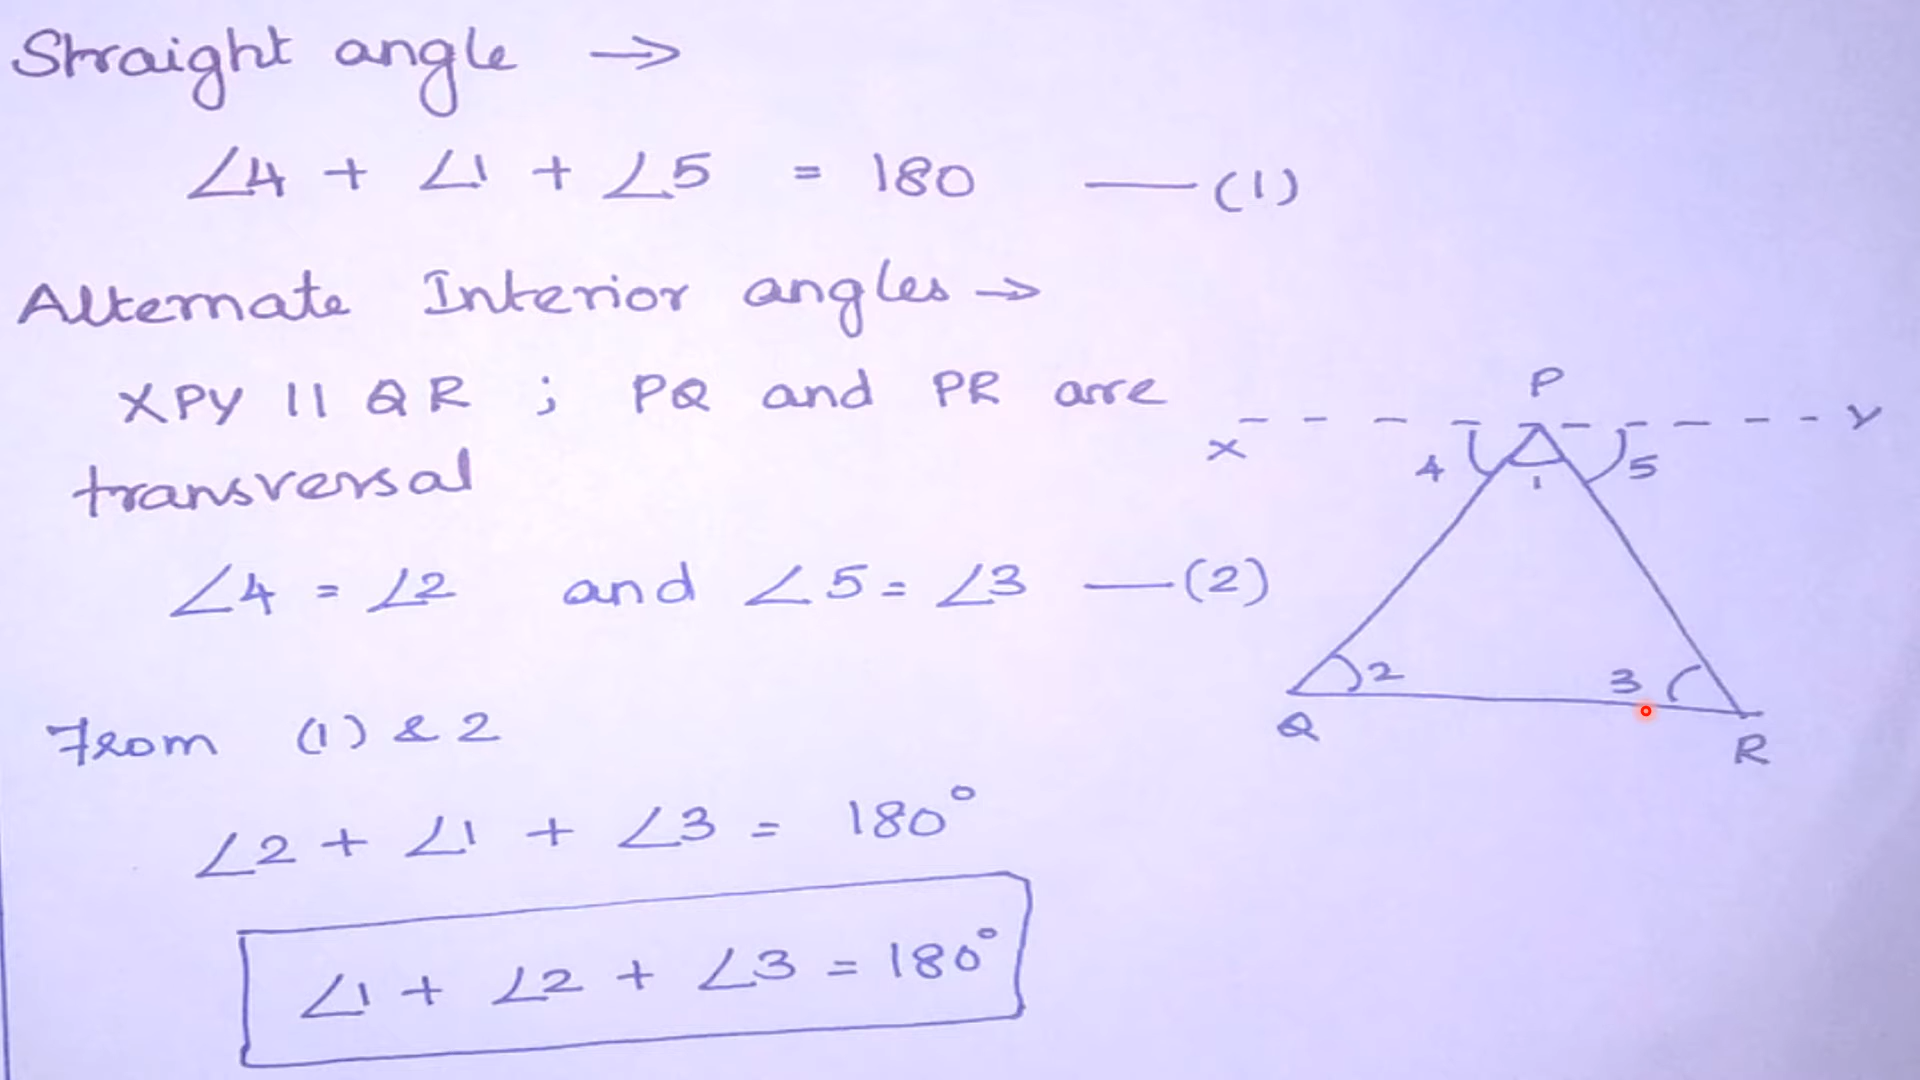 Straight angle →
∠4 + ∠1 + ∠5 = 180 —(1)
Alternate Interior angles →
XPY || QR ; PQ and PR are
transversal
∠4 = ∠2 and ∠5 = ∠3 —(2)
From (1) & 2
∠2 + ∠1 + ∠3 = 180°
∠1 + ∠2 + ∠3 = 180°
P
X Y
4 1 5
2 3
Q
R